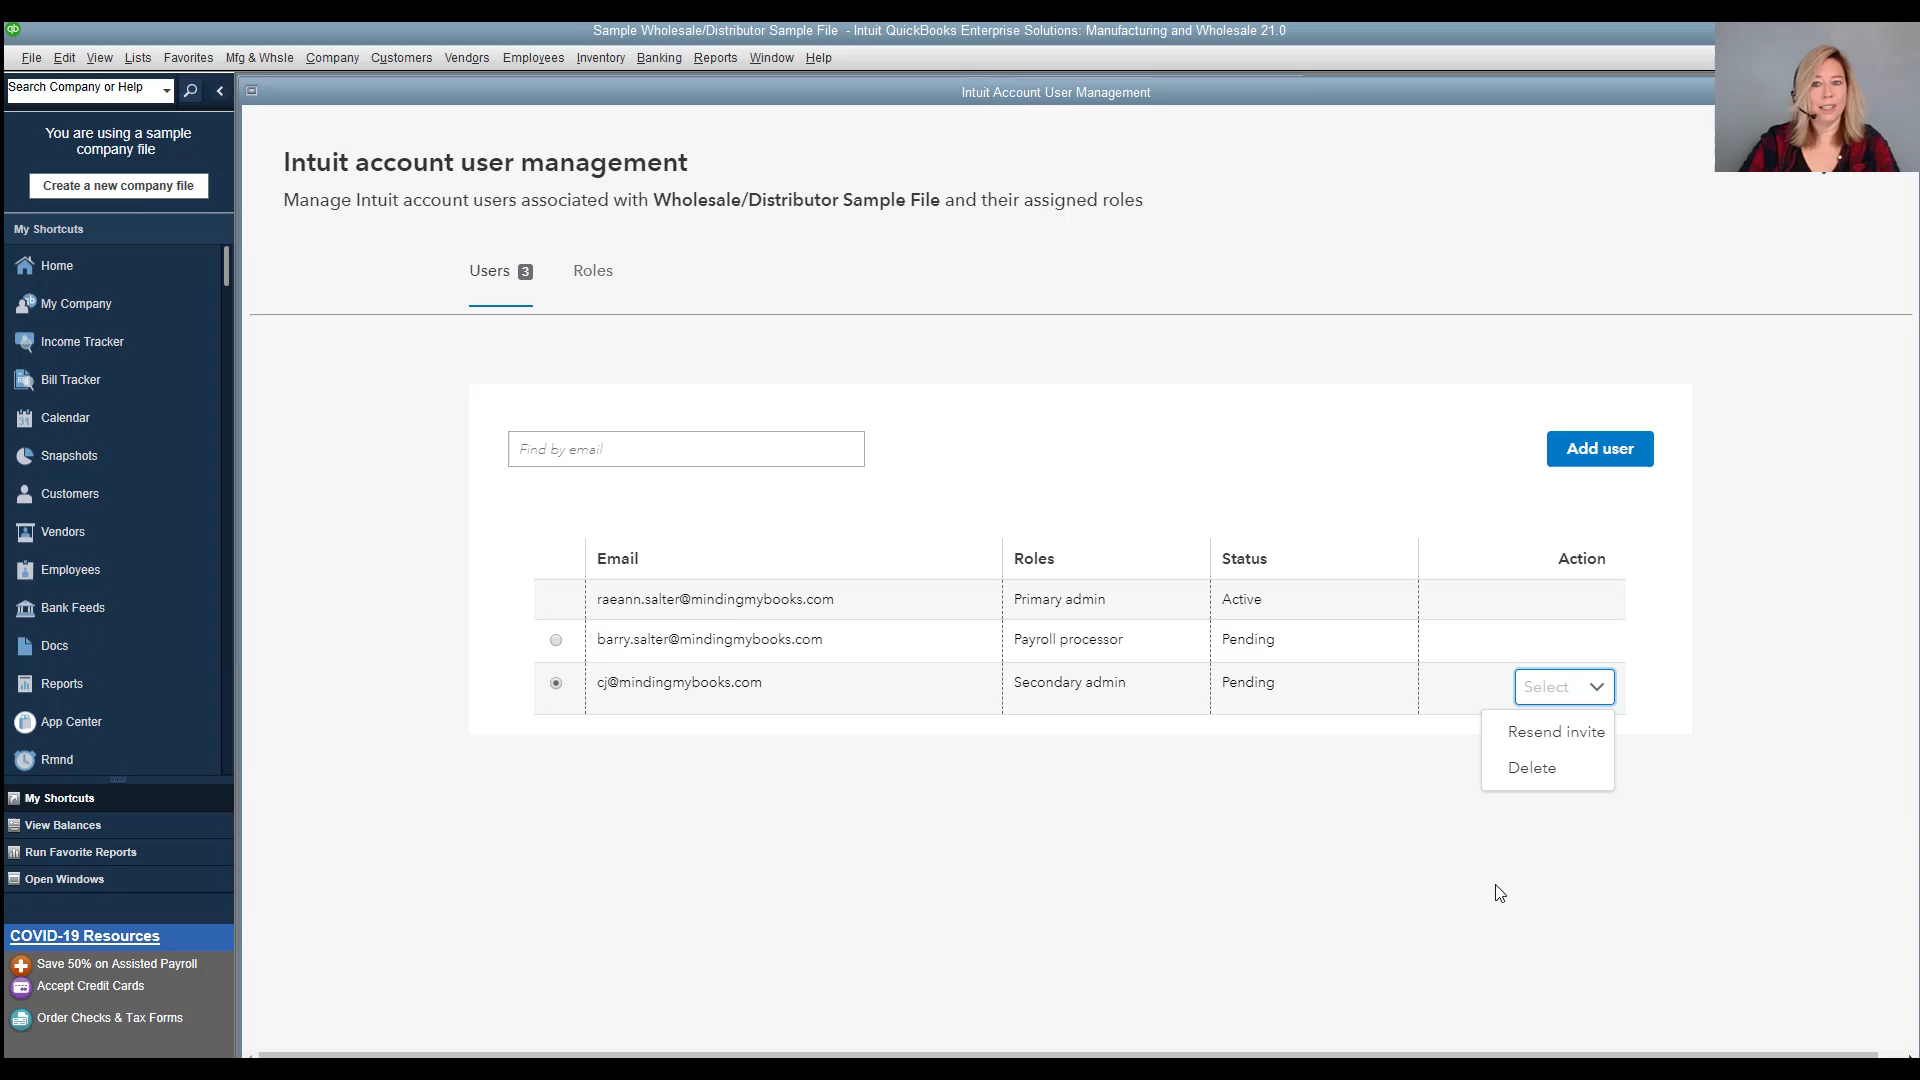 qb
Sample Wholesale/Distributor Sample File - Intuit QuickBooks Enterprise Solutions: Manufacturing and Wholesale 21.0
File Edit View Lists Favorites Mfg & Whsle Company Customers Vendors Employees Inventory Banking Reports Window Help
Search Company or Help
Intuit Account User Management
You are using a sample
company file
Create a new company file
My Shortcuts
Home
My Company
Income Tracker
Bill Tracker
Calendar
Snapshots
Customers
Vendors
Employees
Bank Feeds
Docs
Reports
App Center
Rmnd
My Shortcuts
View Balances
Run Favorite Reports
Open Windows
COVID-19 Resources
Save 50% on Assisted Payroll
Accept Credit Cards
Order Checks & Tax Forms
Intuit account user management
Manage Intuit account users associated with Wholesale/Distributor Sample File and their assigned roles
Users 3 Roles
Find by email
Add user
Email Roles Status Action
raeann.salter@mindingmybooks.com Primary admin Active
barry.salter@mindingmybooks.com Payroll processor Pending
cj@mindingmybooks.com Secondary admin Pending Select
Resend invite
Delete